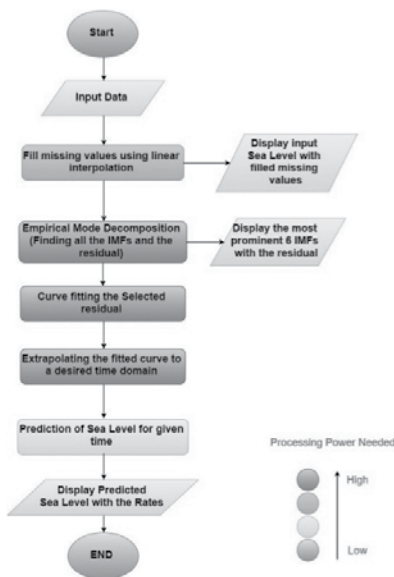 Start
Input Data
Fill missing values using linear
interpolation
Display input
Sea Level with
filled missing
values
Empirical Mode Decomposition
(Finding all the IMFs and the
residual)
Display the most
prominent 6 IMFs
with the residual
Curve fitting the Selected
residual
Extrapolating the fitted curve to
a desired time domain
Prediction of Sea Level for given
time
Display Predicted
Sea Level with the Rates
END
Processing Power Needed
High
Low